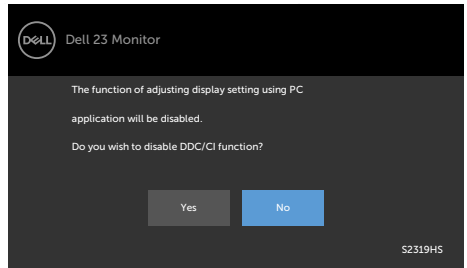 DELL Dell 23 Monitor
The function of adjusting display setting using PC
application will be disabled.
Do you wish to disable DDC/CI function?
Yes No
S2319HS